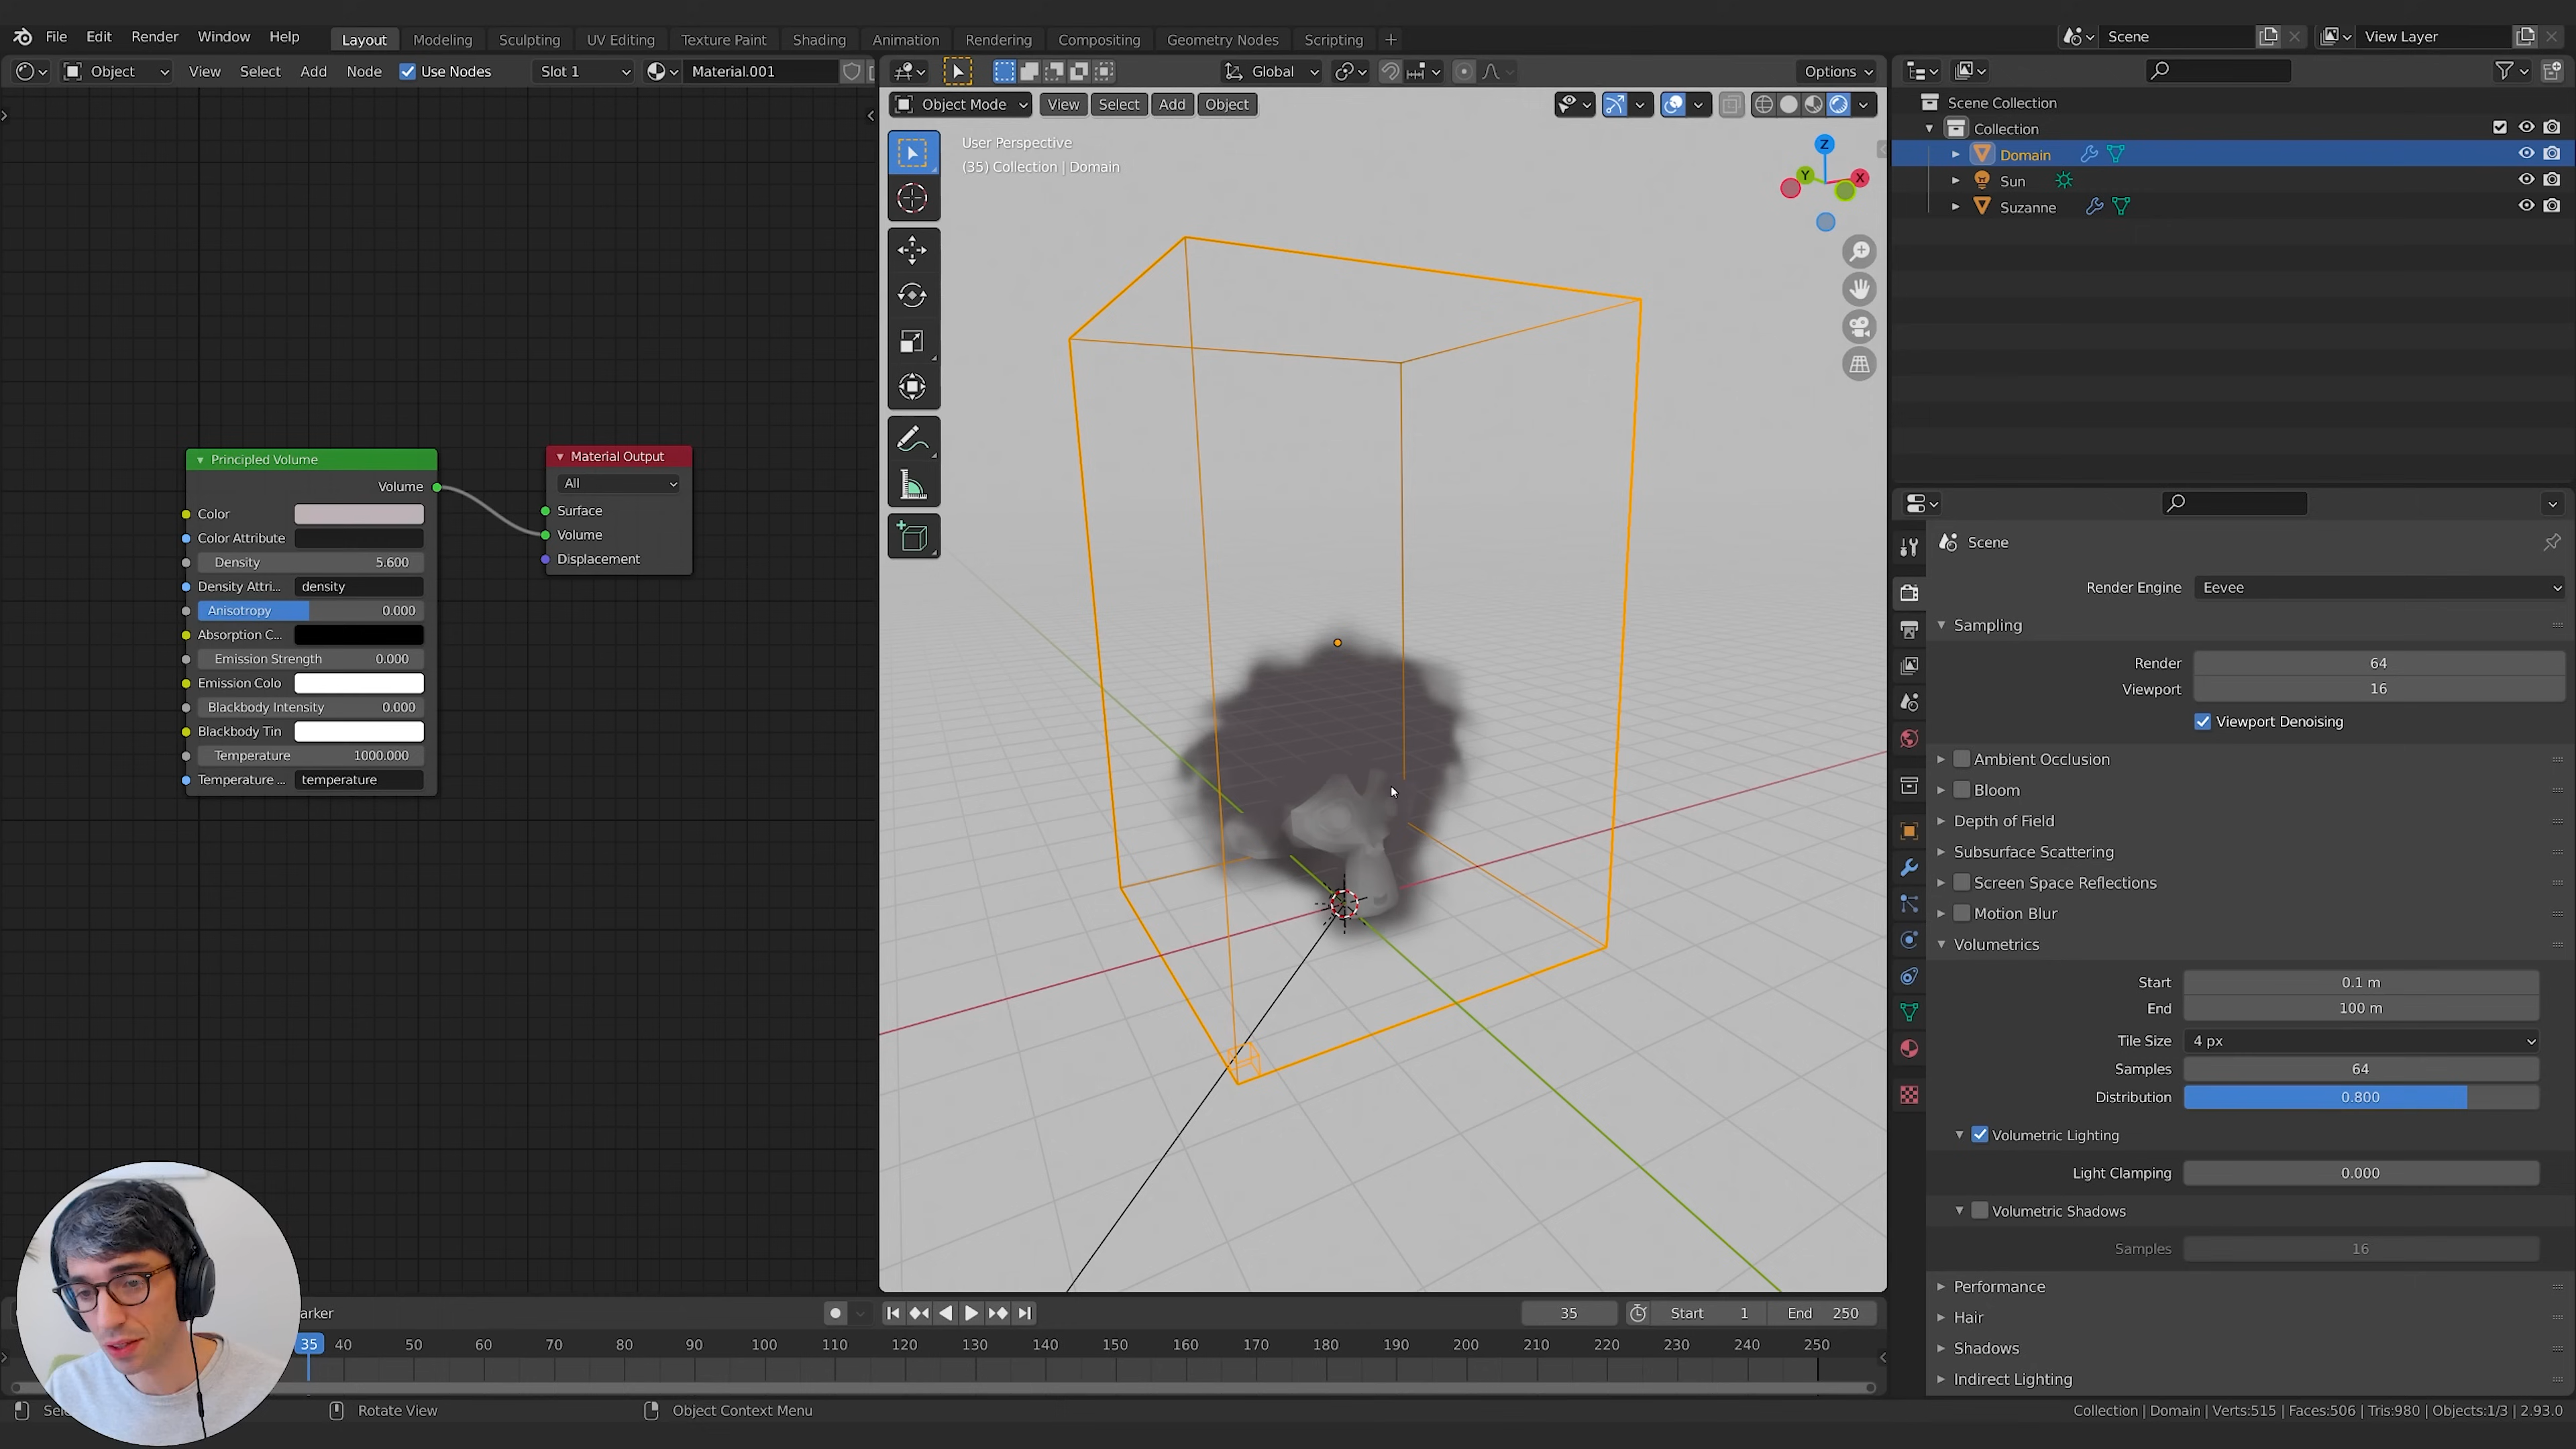 File Edit Render Window Help Layout Modeling Sculpting UV Editing Texture Paint Shading Animation Rendering Compositing Geometry Nodes Scripting + Scene View Layer
Object View Select Add Node Use Nodes Slot 1 Material.001 Global Options
Object Mode View Select Add Object
User Perspective
(35) Collection | Domain
Z
Y
X
Scene Collection
Collection
Domain
Sun
Suzanne
Principled Volume
Volume
Color
Color Attribute
Density 5.600
Density Attri... density
Anisotropy 0.000
Absorption C...
Emission Strength 0.000
Emission Colo
Blackbody Intensity 0.000
Blackbody Tin
Temperature 1000.000
Temperature ... temperature
Material Output
All
Surface
Volume
Displacement
Scene
Render Engine Eevee
Sampling
Render 64
Viewport 16
Viewport Denoising
Ambient Occlusion
Bloom
Depth of Field
Subsurface Scattering
Screen Space Reflections
Motion Blur
Volumetrics
Start 0.1 m
End 100 m
Tile Size 4 px
Samples 64
Distribution 0.800
Volumetric Lighting
Light Clamping 0.000
Volumetric Shadows
Samples 16
Performance
Hair
Shadows
Indirect Lighting
arker 35 Start 1 End 250
35 40 50 60 70 80 90 100 110 120 130 140 150 160 170 180 190 200 210 220 230 240 250
Sele Rotate View Object Context Menu Collection | Domain | Verts:515 | Faces:506 | Tris:980 | Objects:1/3 | 2.93.0